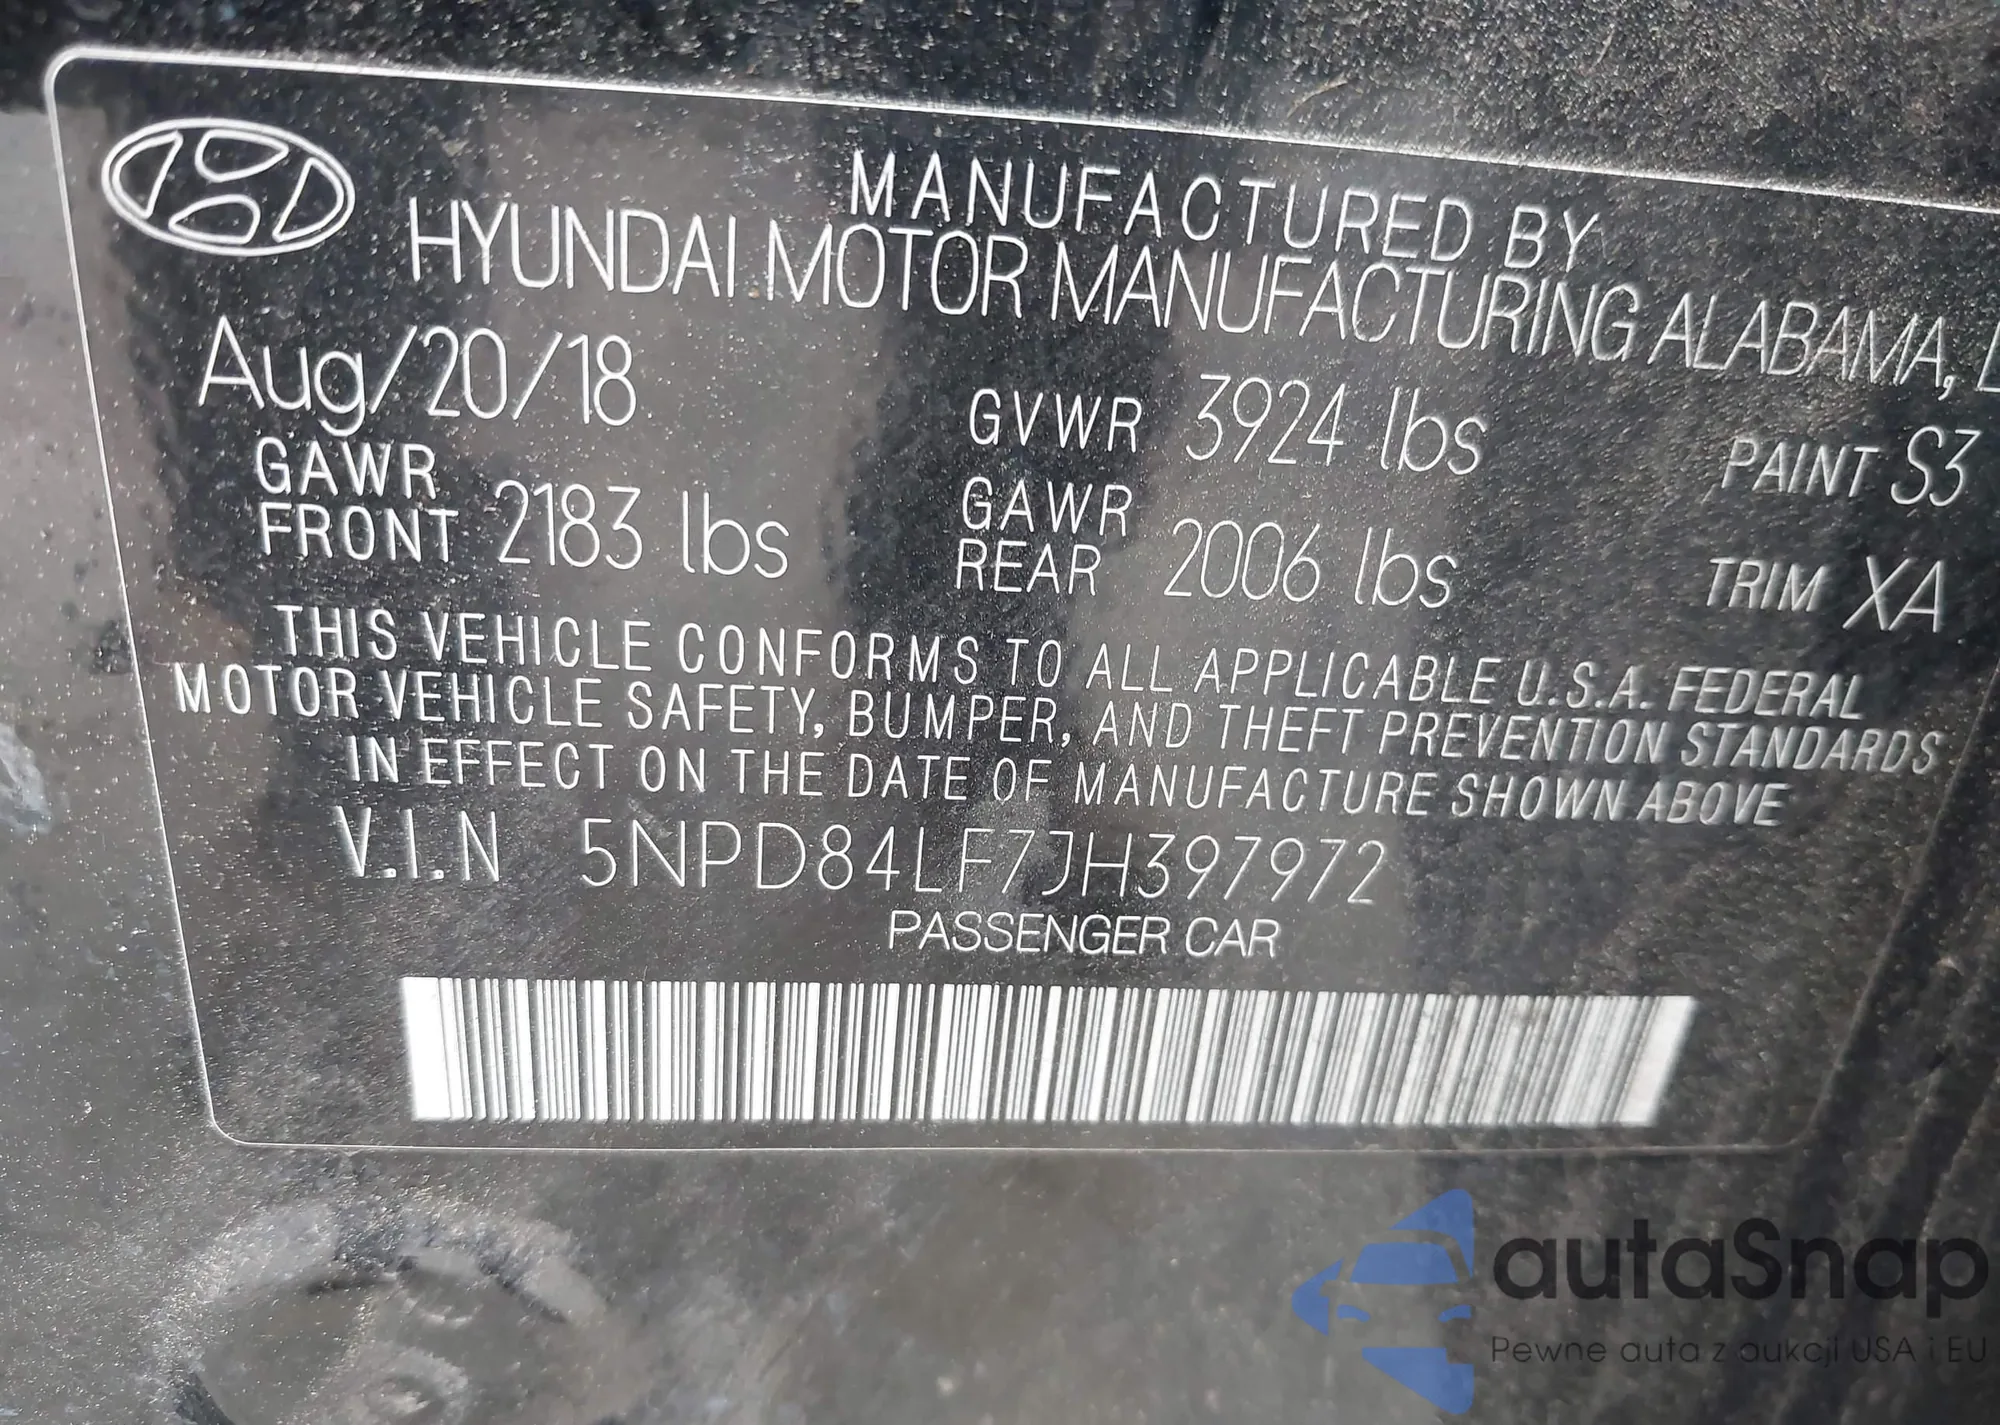 MANUFACTURED BY
HYUNDAI MOTOR MANUFACTURING ALABAMA,
Aug/20/18 GVWR 3924 lbs PAINT S3
GAWR FRONT 2183 lbs GAWR REAR 2006 lbs TRIM XA
THIS VEHICLE CONFORMS TO ALL APPLICABLE U.S.A. FEDERAL
MOTOR VEHICLE SAFETY, BUMPER, AND THEFT PREVENTION STANDARDS
IN EFFECT ON THE DATE OF MANUFACTURE SHOWN ABOVE
V.I.N 5NPD84LF7JH397972
PASSENGER CAR
autaSnap
Pewne auta z aukcji USA i EU